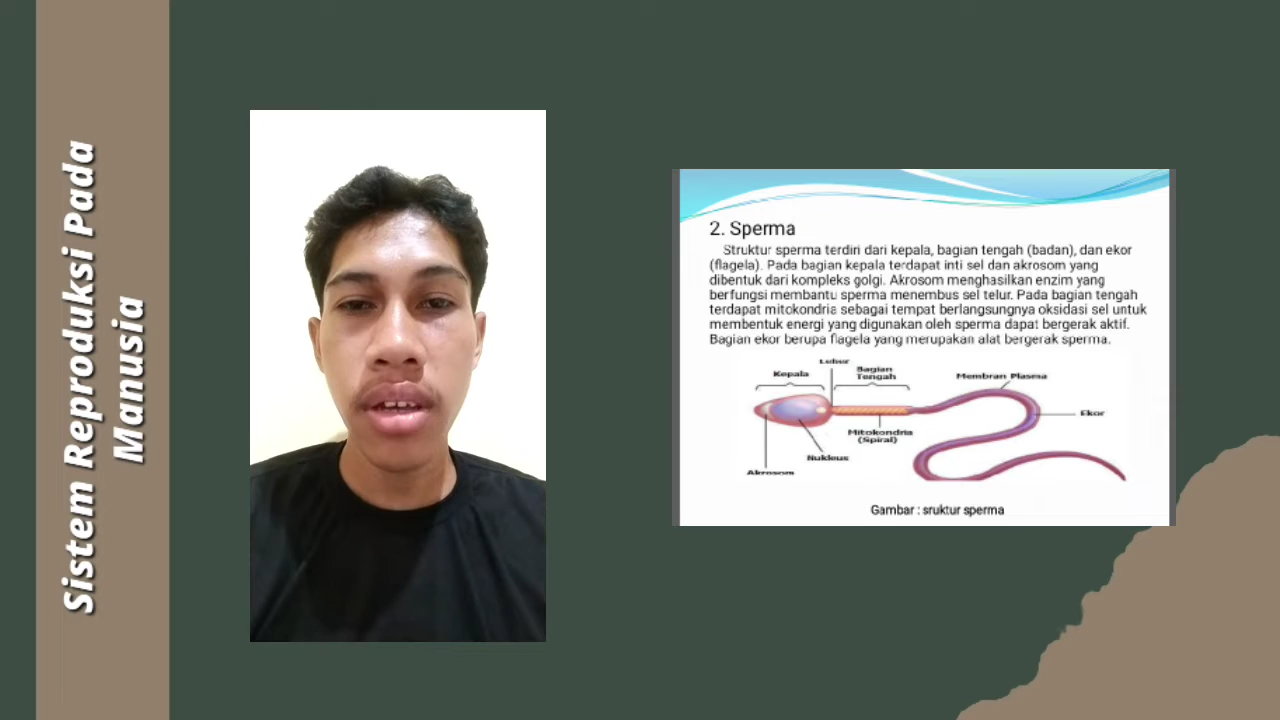 Sistem Reproduksi Pada
Manusia
2. Sperma
Struktur sperma terdiri dari kepala, bagian tengah (badan), dan ekor
(flagela). Pada bagian kepala terdapat inti sel dan akrosom yang
dibentuk dari kompleks golgi. Akrosom menghasilkan enzim yang
berfungsi membantu sperma menembus sel telur. Pada bagian tengah
terdapat mitokondria sebagai tempat berlangsungnya oksidasi sel untuk
membentuk energi yang digunakan oleh sperma dapat bergerak aktif.
Bagian ekor berupa flagela yang merupakan alat bergerak sperma.
Kepala
Bagian
Tengah
Membran Plasma
Ekor
Mitokondria
(Spiral)
Nukleus
Akrosom
Gambar : sruktur sperma